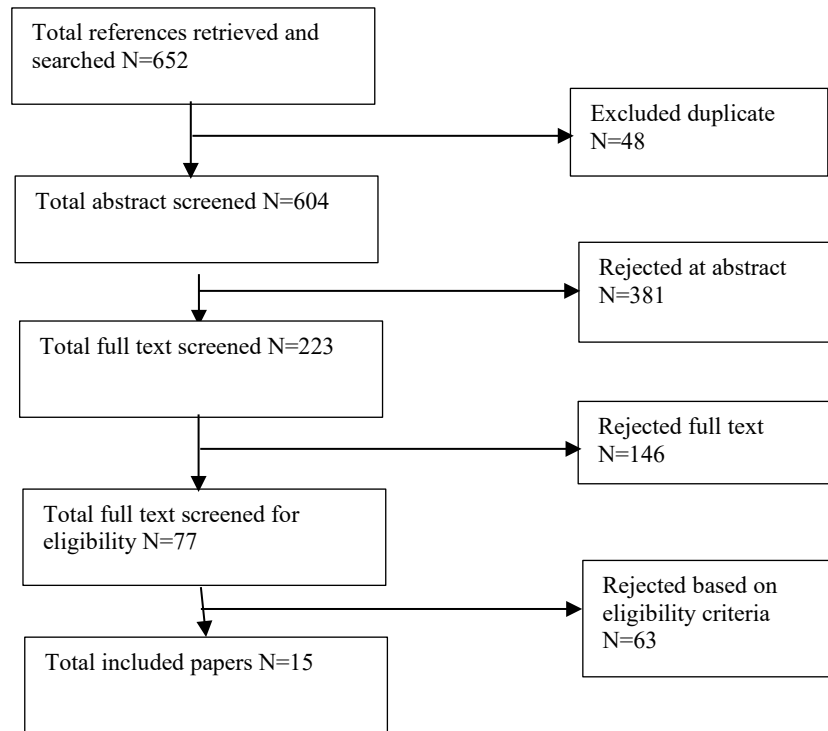 Total references retrieved and
searched N=652
Excluded duplicate
N=48
Total abstract screened N=604
Rejected at abstract
N=381
Total full text screened N=223
Rejected full text
N=146
Total full text screened for
eligibility N=77
Rejected based on
eligibility criteria
N=63
Total included papers N=15